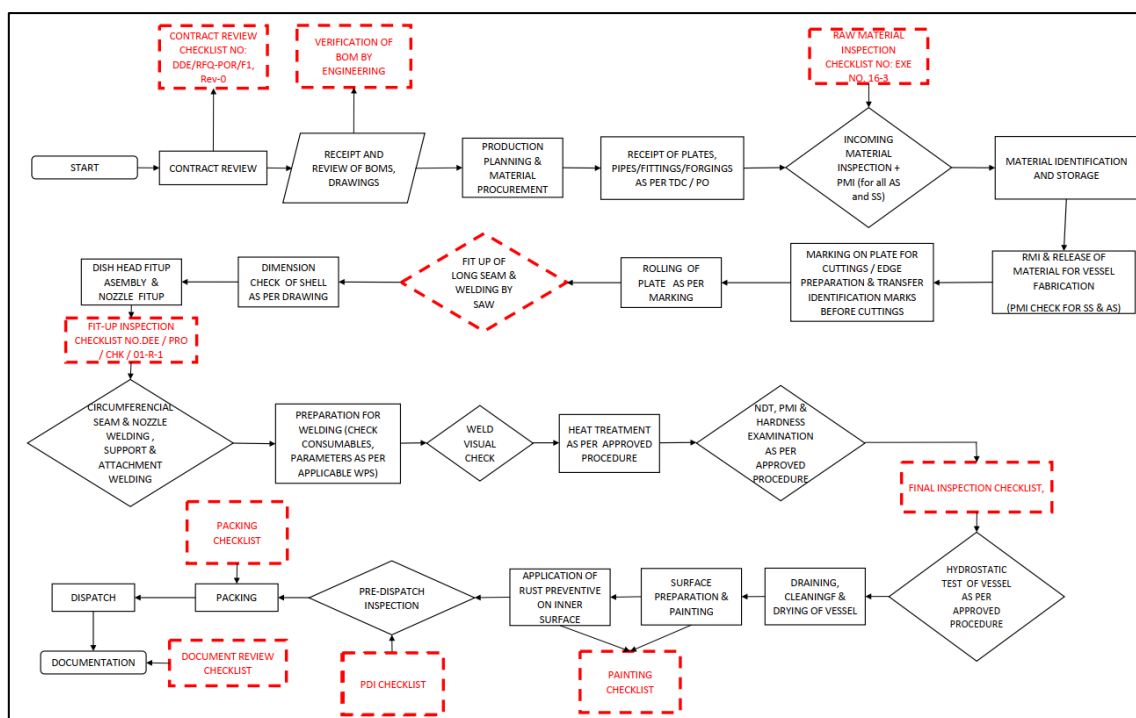 CONTRACT REVIEW
CHECKLIST NO:
DDE/RFQ-POR/F1,
Rev-0
VERIFICATION OF
BOM BY
ENGINEERING
RAW MATERIAL
INSPECTION
CHECKLIST NO: EXE
NO, 16-3
START
CONTRACT REVIEW
RECEIPT AND
REVIEW OF BOMS,
DRAWINGS
PRODUCTION
PLANNING &
MATERIAL
PROCUREMENT
RECEIPT OF PLATES,
PIPES/FITTINGS/FORGINGS
AS PER TDC / PO
INCOMING
MATERIAL
INSPECTION +
PMI (for all AS
and SS)
MATERIAL IDENTIFICATION
AND STORAGE
RMI & RELEASE OF
MATERIAL FOR VESSEL
FABRICATION
(PMI CHECK FOR SS & AS)
MARKING ON PLATE FOR
CUTTINGS / EDGE
PREPARATION & TRANSFER
IDENTIFICATION MARKS
BEFORE CUTTINGS
ROLLING OF
PLATE AS PER
MARKING
FIT UP OF
LONG SEAM &
WELDING BY
SAW
DIMENSION
CHECK OF SHELL
AS PER DRAWING
DISH HEAD FITUP
ASEMBLY &
NOZZLE FITUP
FIT-UP INSPECTION
CHECKLIST NO.DEE / PRO
/ CHK / 01-R-1
CIRCUMFERENCIAL
SEAM & NOZZLE
WELDING ,
SUPPORT &
ATTACHMENT
WELDING
PREPARATION FOR
WELDING (CHECK
CONSUMABLES,
PARAMETERS AS PER
APPLICABLE WPS)
WELD
VISUAL
CHECK
HEAT TREATMENT
AS PER APPROVED
PROCEDURE
NDT, PMI &
HARDNESS
EXAMINATION
AS PER
APPROVED
PROCEDURE
FINAL INSPECTION CHECKLIST,
HYDROSTATIC
TEST OF VESSEL
AS PER
APPROVED
PROCEDURE
DRAINING,
CLEANINGF &
DRYING OF VESSEL
SURFACE
PREPARATION &
PAINTING
APPLICATION OF
RUST PREVENTIVE
ON INNER
SURFACE
PAINTING
CHECKLIST
PRE-DISPATCH
INSPECTION
PDI CHECKLIST
PACKING
CHECKLIST
PACKING
DISPATCH
DOCUMENTATION
DOCUMENT REVIEW
CHECKLIST